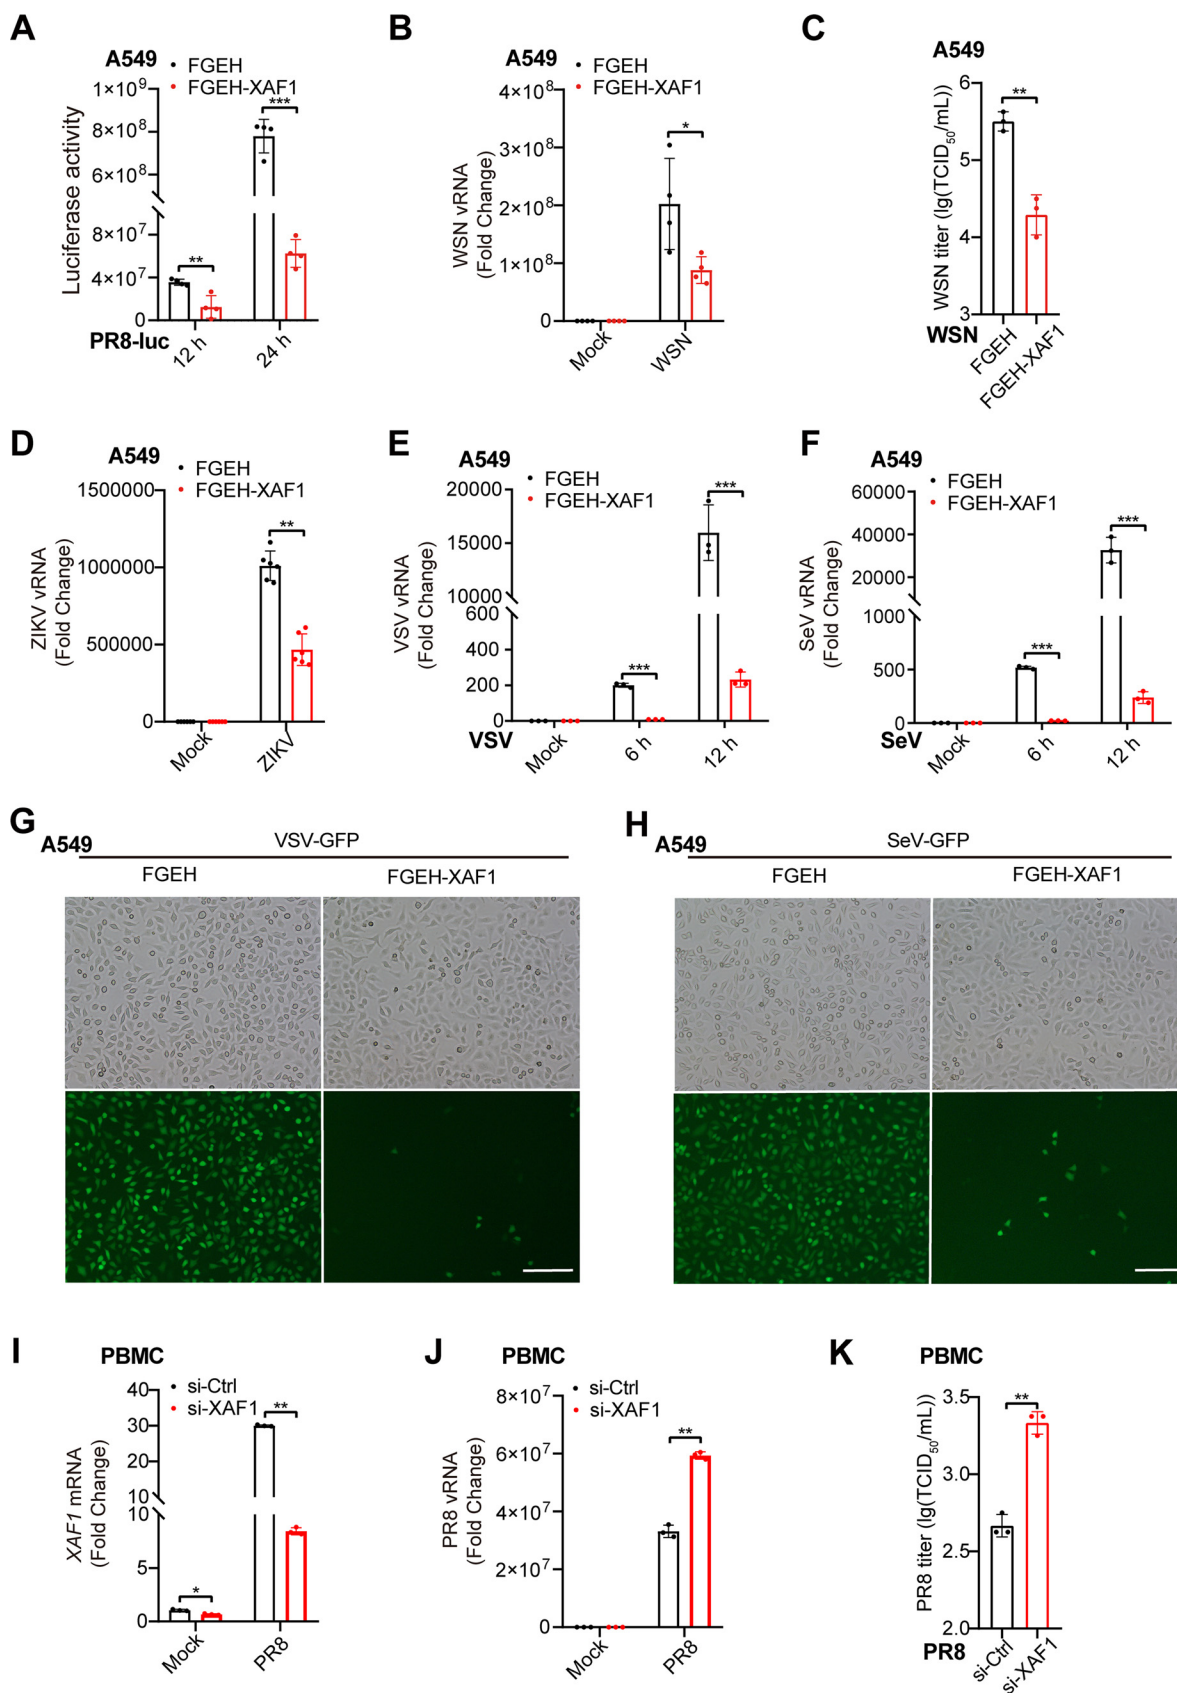 A
A549
FGEH
FGEH-XAF1
Luciferase activity
1×10⁹
8×10⁸
6×10⁸
8×10⁷
4×10⁷
0
***
**
PR8-luc
12 h
24 h
B
A549
FGEH
FGEH-XAF1
WSN vRNA
(Fold Change)
4×10⁸
3×10⁸
2×10⁸
1×10⁸
0
*
Mock
WSN
C
A549
WSN titer (lg(TCID₅₀/mL))
6
5
4
3
**
WSN
FGEH
FGEH-XAF1
D
A549
FGEH
FGEH-XAF1
ZIKV vRNA
(Fold Change)
1500000
1000000
500000
0
**
Mock
ZIKV
E
A549
FGEH
FGEH-XAF1
VSV vRNA
(Fold Change)
20000
15000
10000
600
400
200
0
***
***
VSV
Mock
6 h
12 h
F
A549
FGEH
FGEH-XAF1
SeV vRNA
(Fold Change)
60000
40000
20000
1000
500
0
***
***
SeV
Mock
6 h
12 h
G
A549
VSV-GFP
FGEH
FGEH-XAF1
H
A549
SeV-GFP
FGEH
FGEH-XAF1
I
PBMC
si-Ctrl
si-XAF1
XAF1 mRNA
(Fold Change)
40
30
20
10
10
5
0
**
*
Mock
PR8
J
PBMC
si-Ctrl
si-XAF1
PR8 vRNA
(Fold Change)
8×10⁷
6×10⁷
4×10⁷
2×10⁷
0
**
Mock
PR8
K
PBMC
PR8 titer (lg(TCID₅₀/mL))
3.5
3.0
2.5
2.0
**
PR8
si-Ctrl
si-XAF1